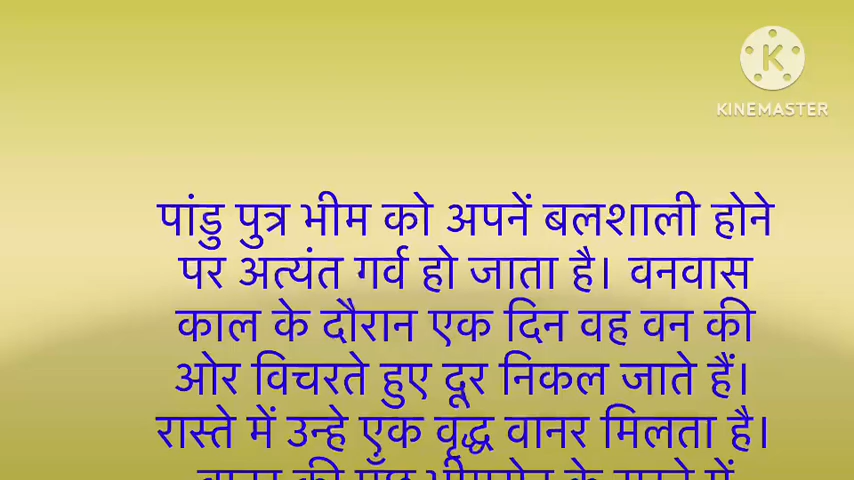 KINEMASTER
पांडु पुत्र भीम को अपनें बलशाली होने
पर अत्यंत गर्व हो जाता है। वनवास
काल के दौरान एक दिन वह वन की
ओर विचरते हुए दूर निकल जाते हैं।
रास्ते में उन्हे एक वृद्ध वानर मिलता है।